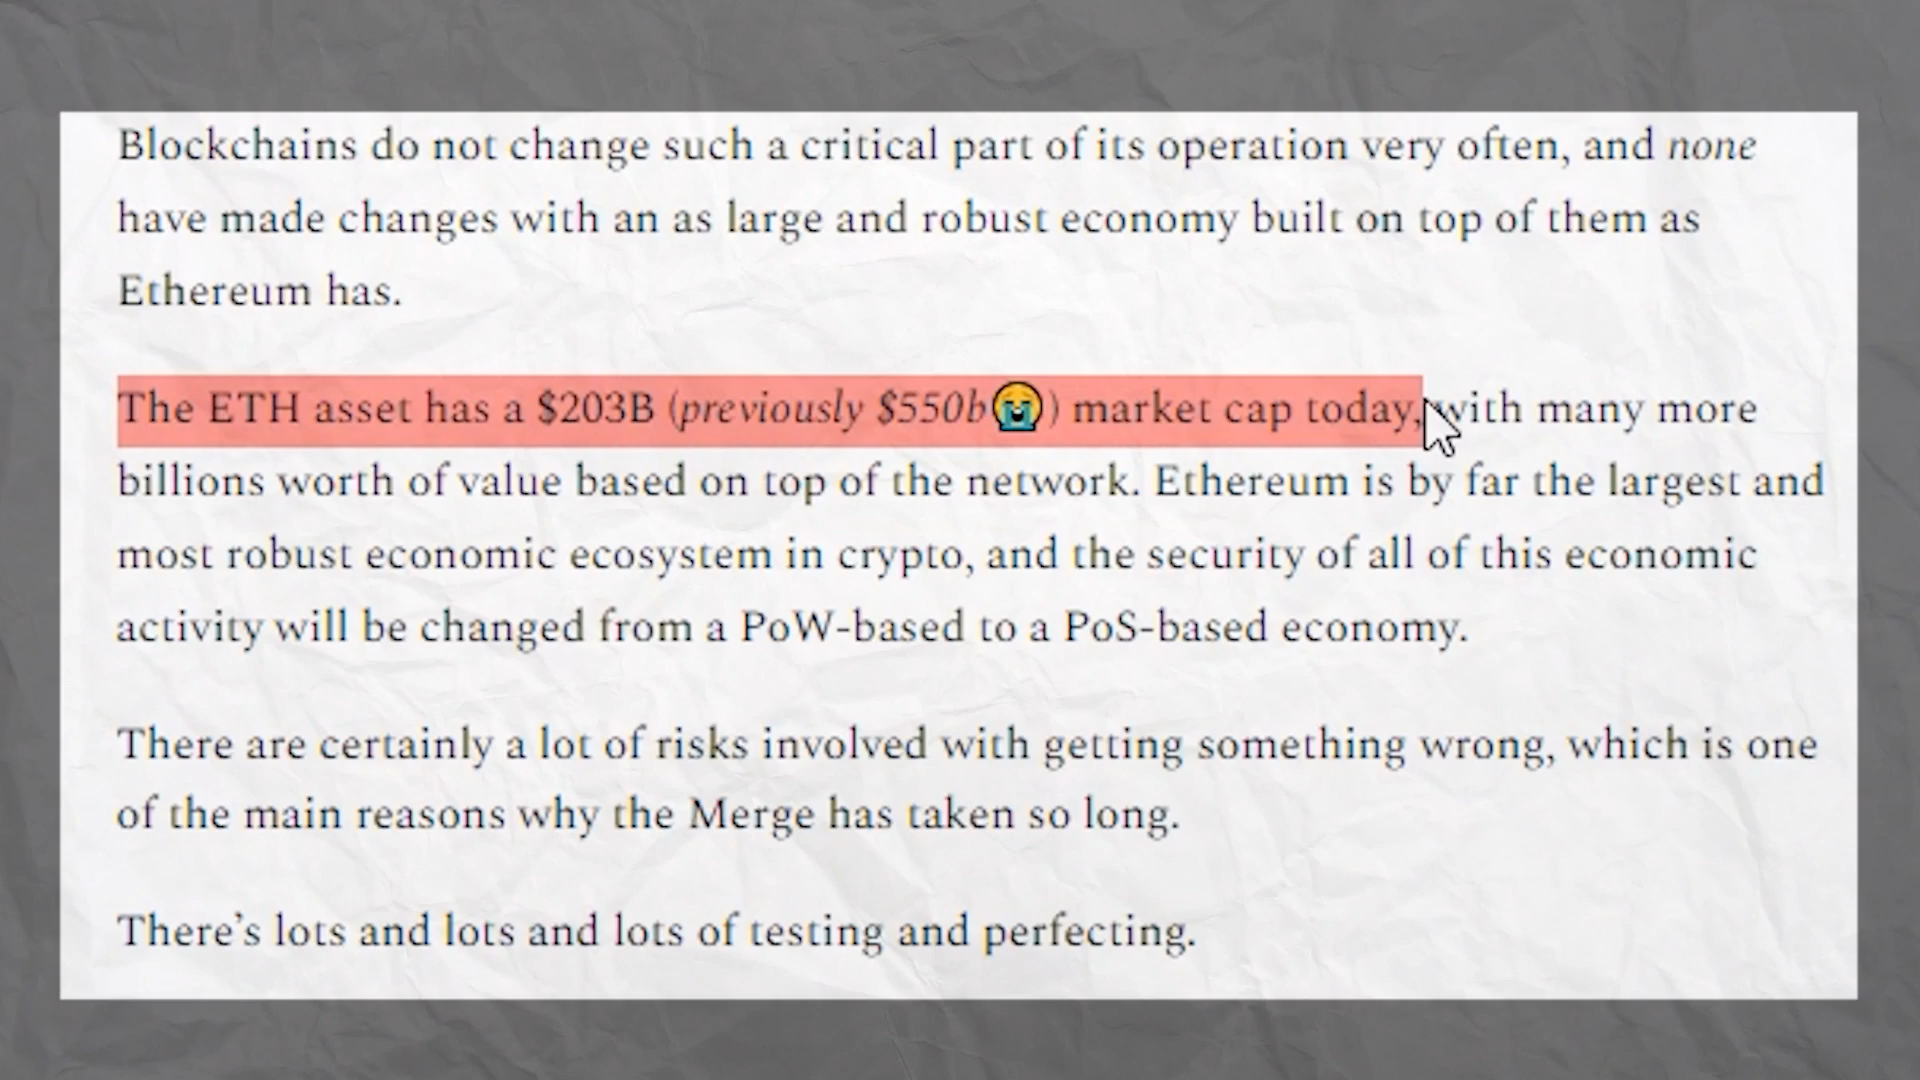 Blockchains do not change such a critical part of its operation very often, and none
have made changes with an as large and robust economy built on top of them as
Ethereum has.
The ETH asset has a $203B (previously $550b😭) market cap today, with many more
billions worth of value based on top of the network. Ethereum is by far the largest and
most robust economic ecosystem in crypto, and the security of all of this economic
activity will be changed from a PoW-based to a PoS-based economy.
There are certainly a lot of risks involved with getting something wrong, which is one
of the main reasons why the Merge has taken so long.
There’s lots and lots and lots of testing and perfecting.